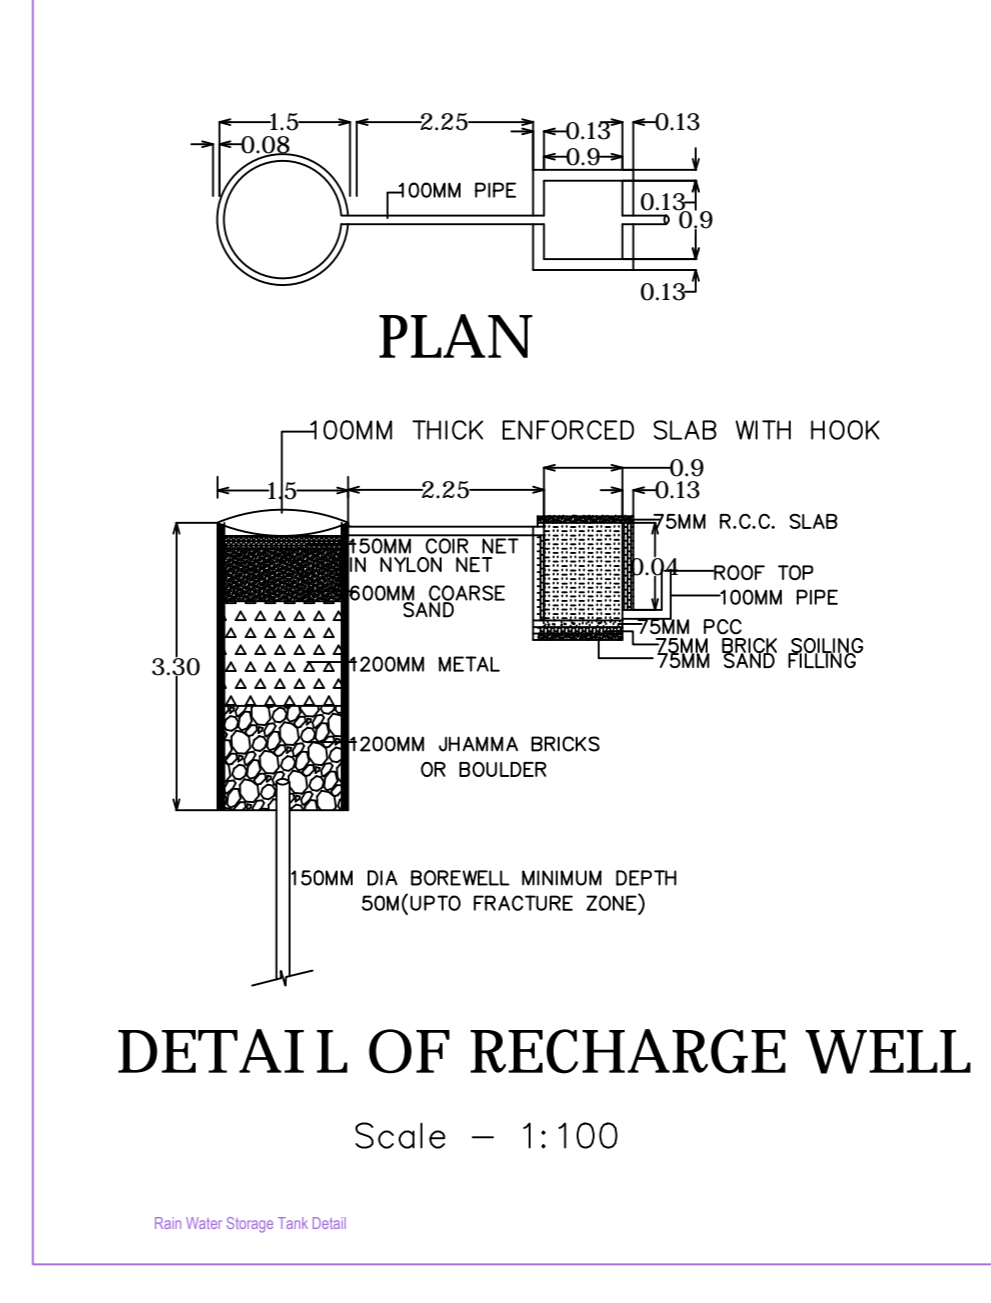 1.5
2.25
0.13
0.13
0.08
0.9
100MM PIPE
0.13
0.9
0.13
PLAN
100MM THICK ENFORCED SLAB WITH HOOK
0.9
1.5
2.25
0.13
75MM R.C.C. SLAB
150MM COIR NET
IN NYLON NET
0.04
ROOF TOP
600MM COARSE
SAND
100MM PIPE
75MM PCC
75MM BRICK SOILING
75MM SAND FILLING
3.30
1200MM METAL
1200MM JHAMMA BRICKS
OR BOULDER
150MM DIA BOREWELL MINIMUM DEPTH
50M(UPTO FRACTURE ZONE)
DETAIL OF RECHARGE WELL
Scale - 1:100
Rain Water Storage Tank Detail